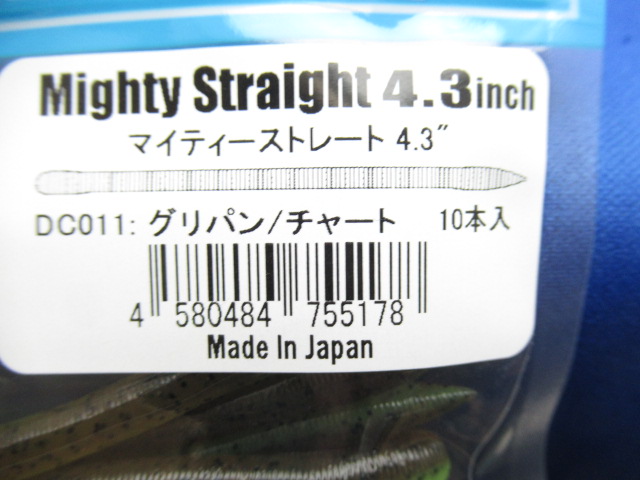 Mighty Straight 4.3inch
マイティーストレート 4.3"
DC011: グリパン/チャート 10本入
4 580484 755178
Made In Japan